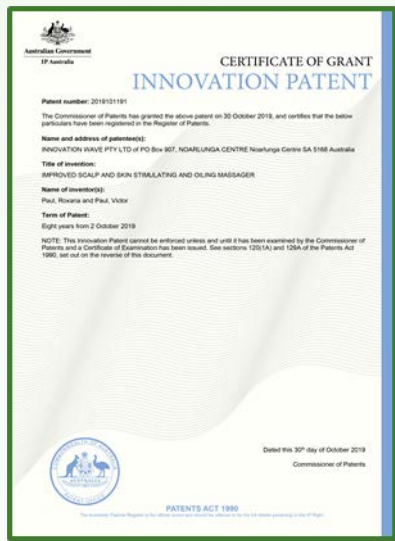 Australian Government
IP Australia
CERTIFICATE OF GRANT
INNOVATION PATENT
Patent number: 2019101191
The Commissioner of Patents has granted the above patent on 30 October 2019, and certifies that the below
particulars have been registered in the Register of Patents.
Name and address of patentee(s):
INNOVATION WAVE PTY LTD of PO Box 907, NOARLUNGA CENTRE Noarlunga Centre SA 5168 Australia
Title of invention:
IMPROVED SCALP AND SKIN STIMULATING AND OILING MASSAGER
Name of inventor(s):
Paul, Roxana and Paul, Victor
Term of Patent:
Eight years from 2 October 2019
NOTE: This Innovation Patent cannot be enforced unless and until it has been examined by the Commissioner of
Patents and a Certificate of Examination has been issued. See sections 120(1A) and 129A of the Patents Act
1990, set out on the reverse of this document.
Dated this 30th day of October 2019
Commissioner of Patents
COMMONWEALTH OF AUSTRALIA
AUSTRALIA
PATENT OFFICE
PATENTS ACT 1990